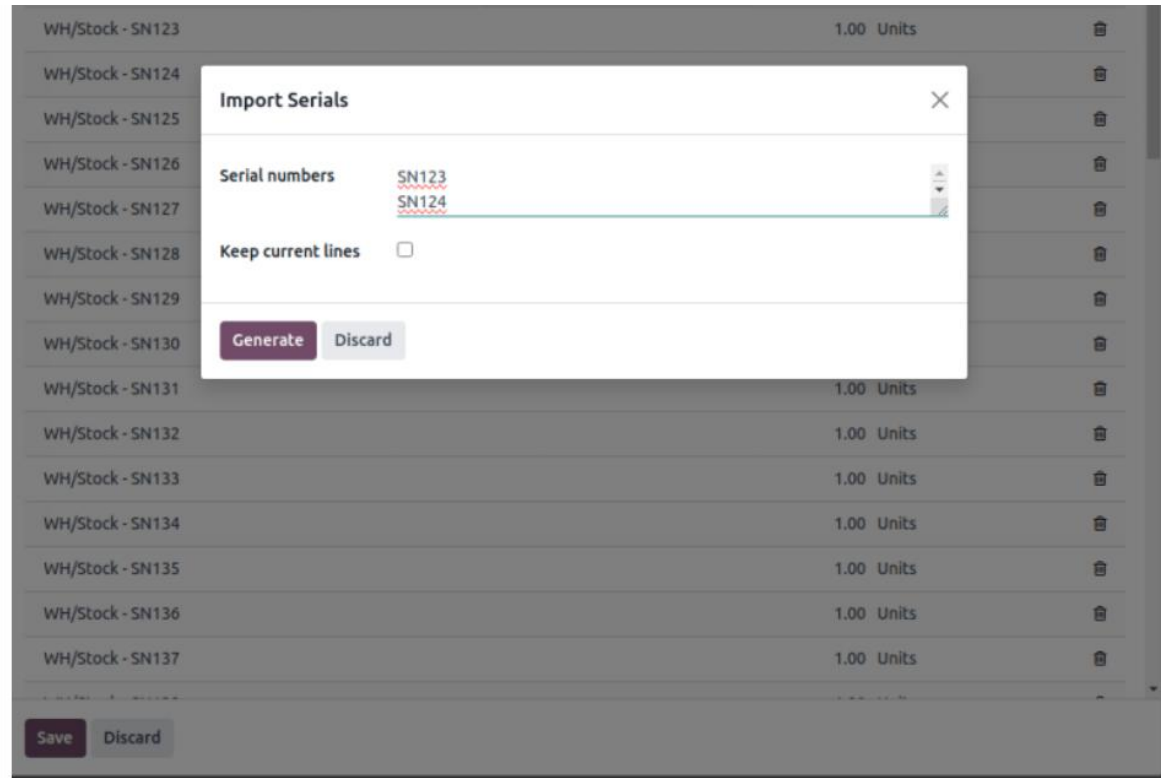 WH/Stock - SN123 1.00 Units
WH/Stock - SN124
Import Serials
WH/Stock - SN125
WH/Stock - SN126
Serial numbers SN123
SN124
WH/Stock - SN127
WH/Stock - SN128
Keep current lines
WH/Stock - SN129
WH/Stock - SN130
Generate Discard
WH/Stock - SN131 1.00 Units
WH/Stock - SN132 1.00 Units
WH/Stock - SN133 1.00 Units
WH/Stock - SN134 1.00 Units
WH/Stock - SN135 1.00 Units
WH/Stock - SN136 1.00 Units
WH/Stock - SN137 1.00 Units
Save Discard